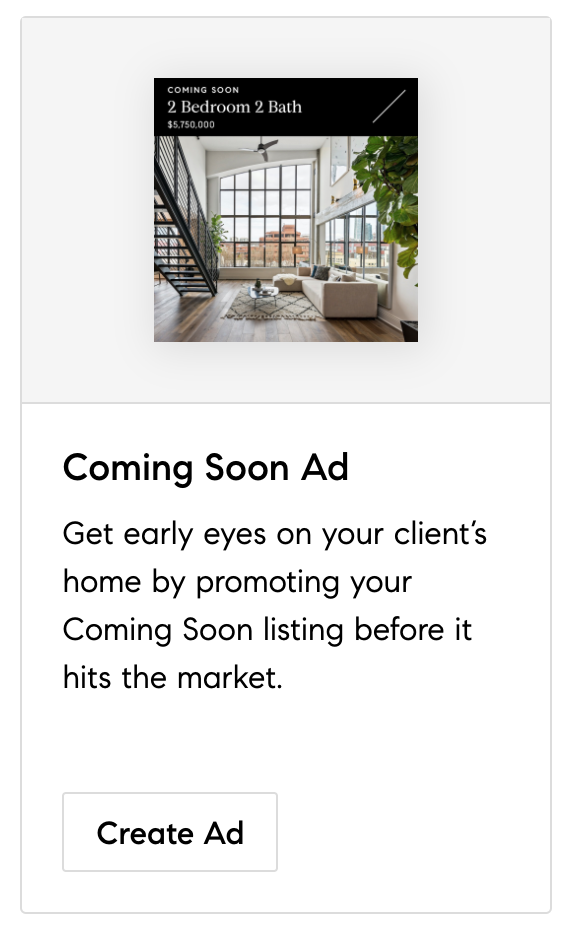 COMING SOON
2 Bedroom 2 Bath
$5,750,000
Coming Soon Ad
Get early eyes on your client’s
home by promoting your
Coming Soon listing before it
hits the market.
Create Ad